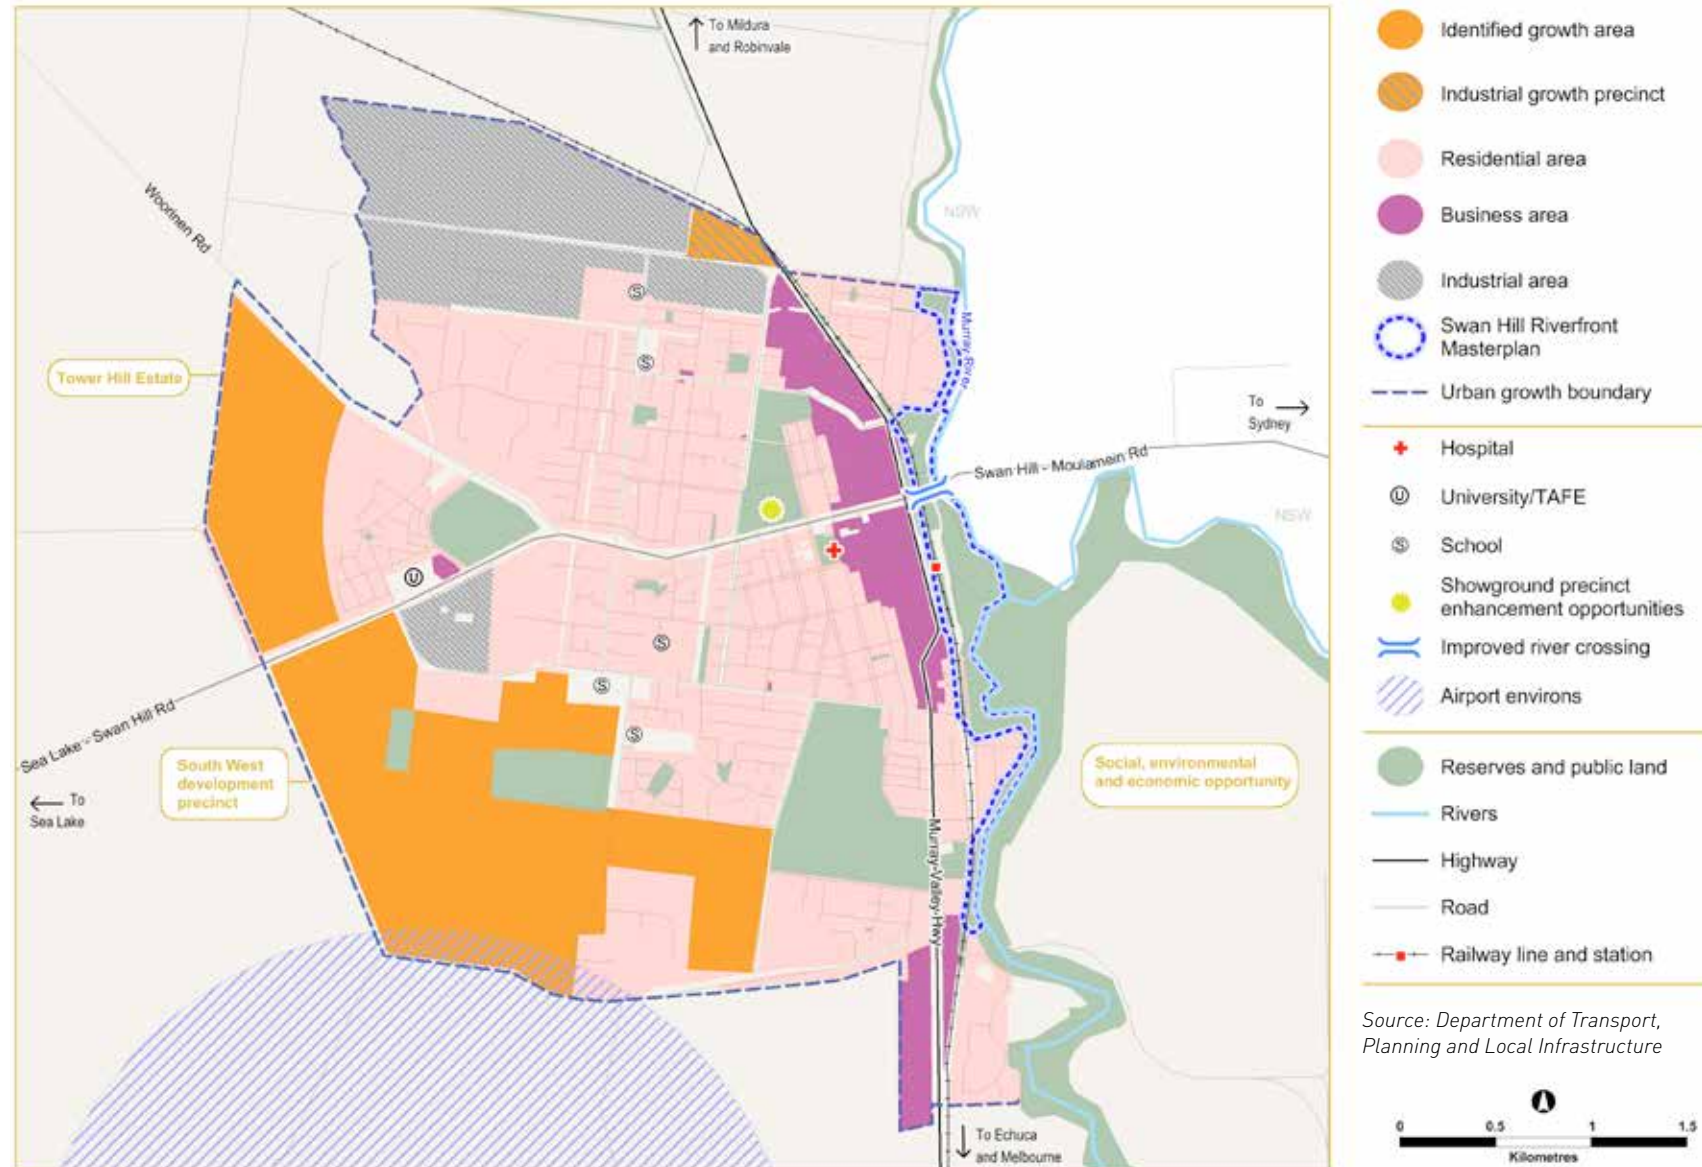 To Mildura
and Robinvale
Woorinen Rd
NSW
Murray River
Tower Hill Estate
To
Sydney
Swan Hill - Moulamein Rd
NSW
S
S
U
S
S
S
Sea Lake - Swan Hill Rd
To
Sea Lake
South West
development
precinct
Social, environmental
and economic opportunity
Murray Valley Hwy
To Echuca
and Melbourne
Identified growth area
Industrial growth precinct
Residential area
Business area
Industrial area
Swan Hill Riverfront
Masterplan
Urban growth boundary
Hospital
U University/TAFE
S School
Showground precinct
enhancement opportunities
Improved river crossing
Airport environs
Reserves and public land
Rivers
Highway
Road
Railway line and station
Source: Department of Transport,
Planning and Local Infrastructure
0 0.5 1 1.5
Kilometres